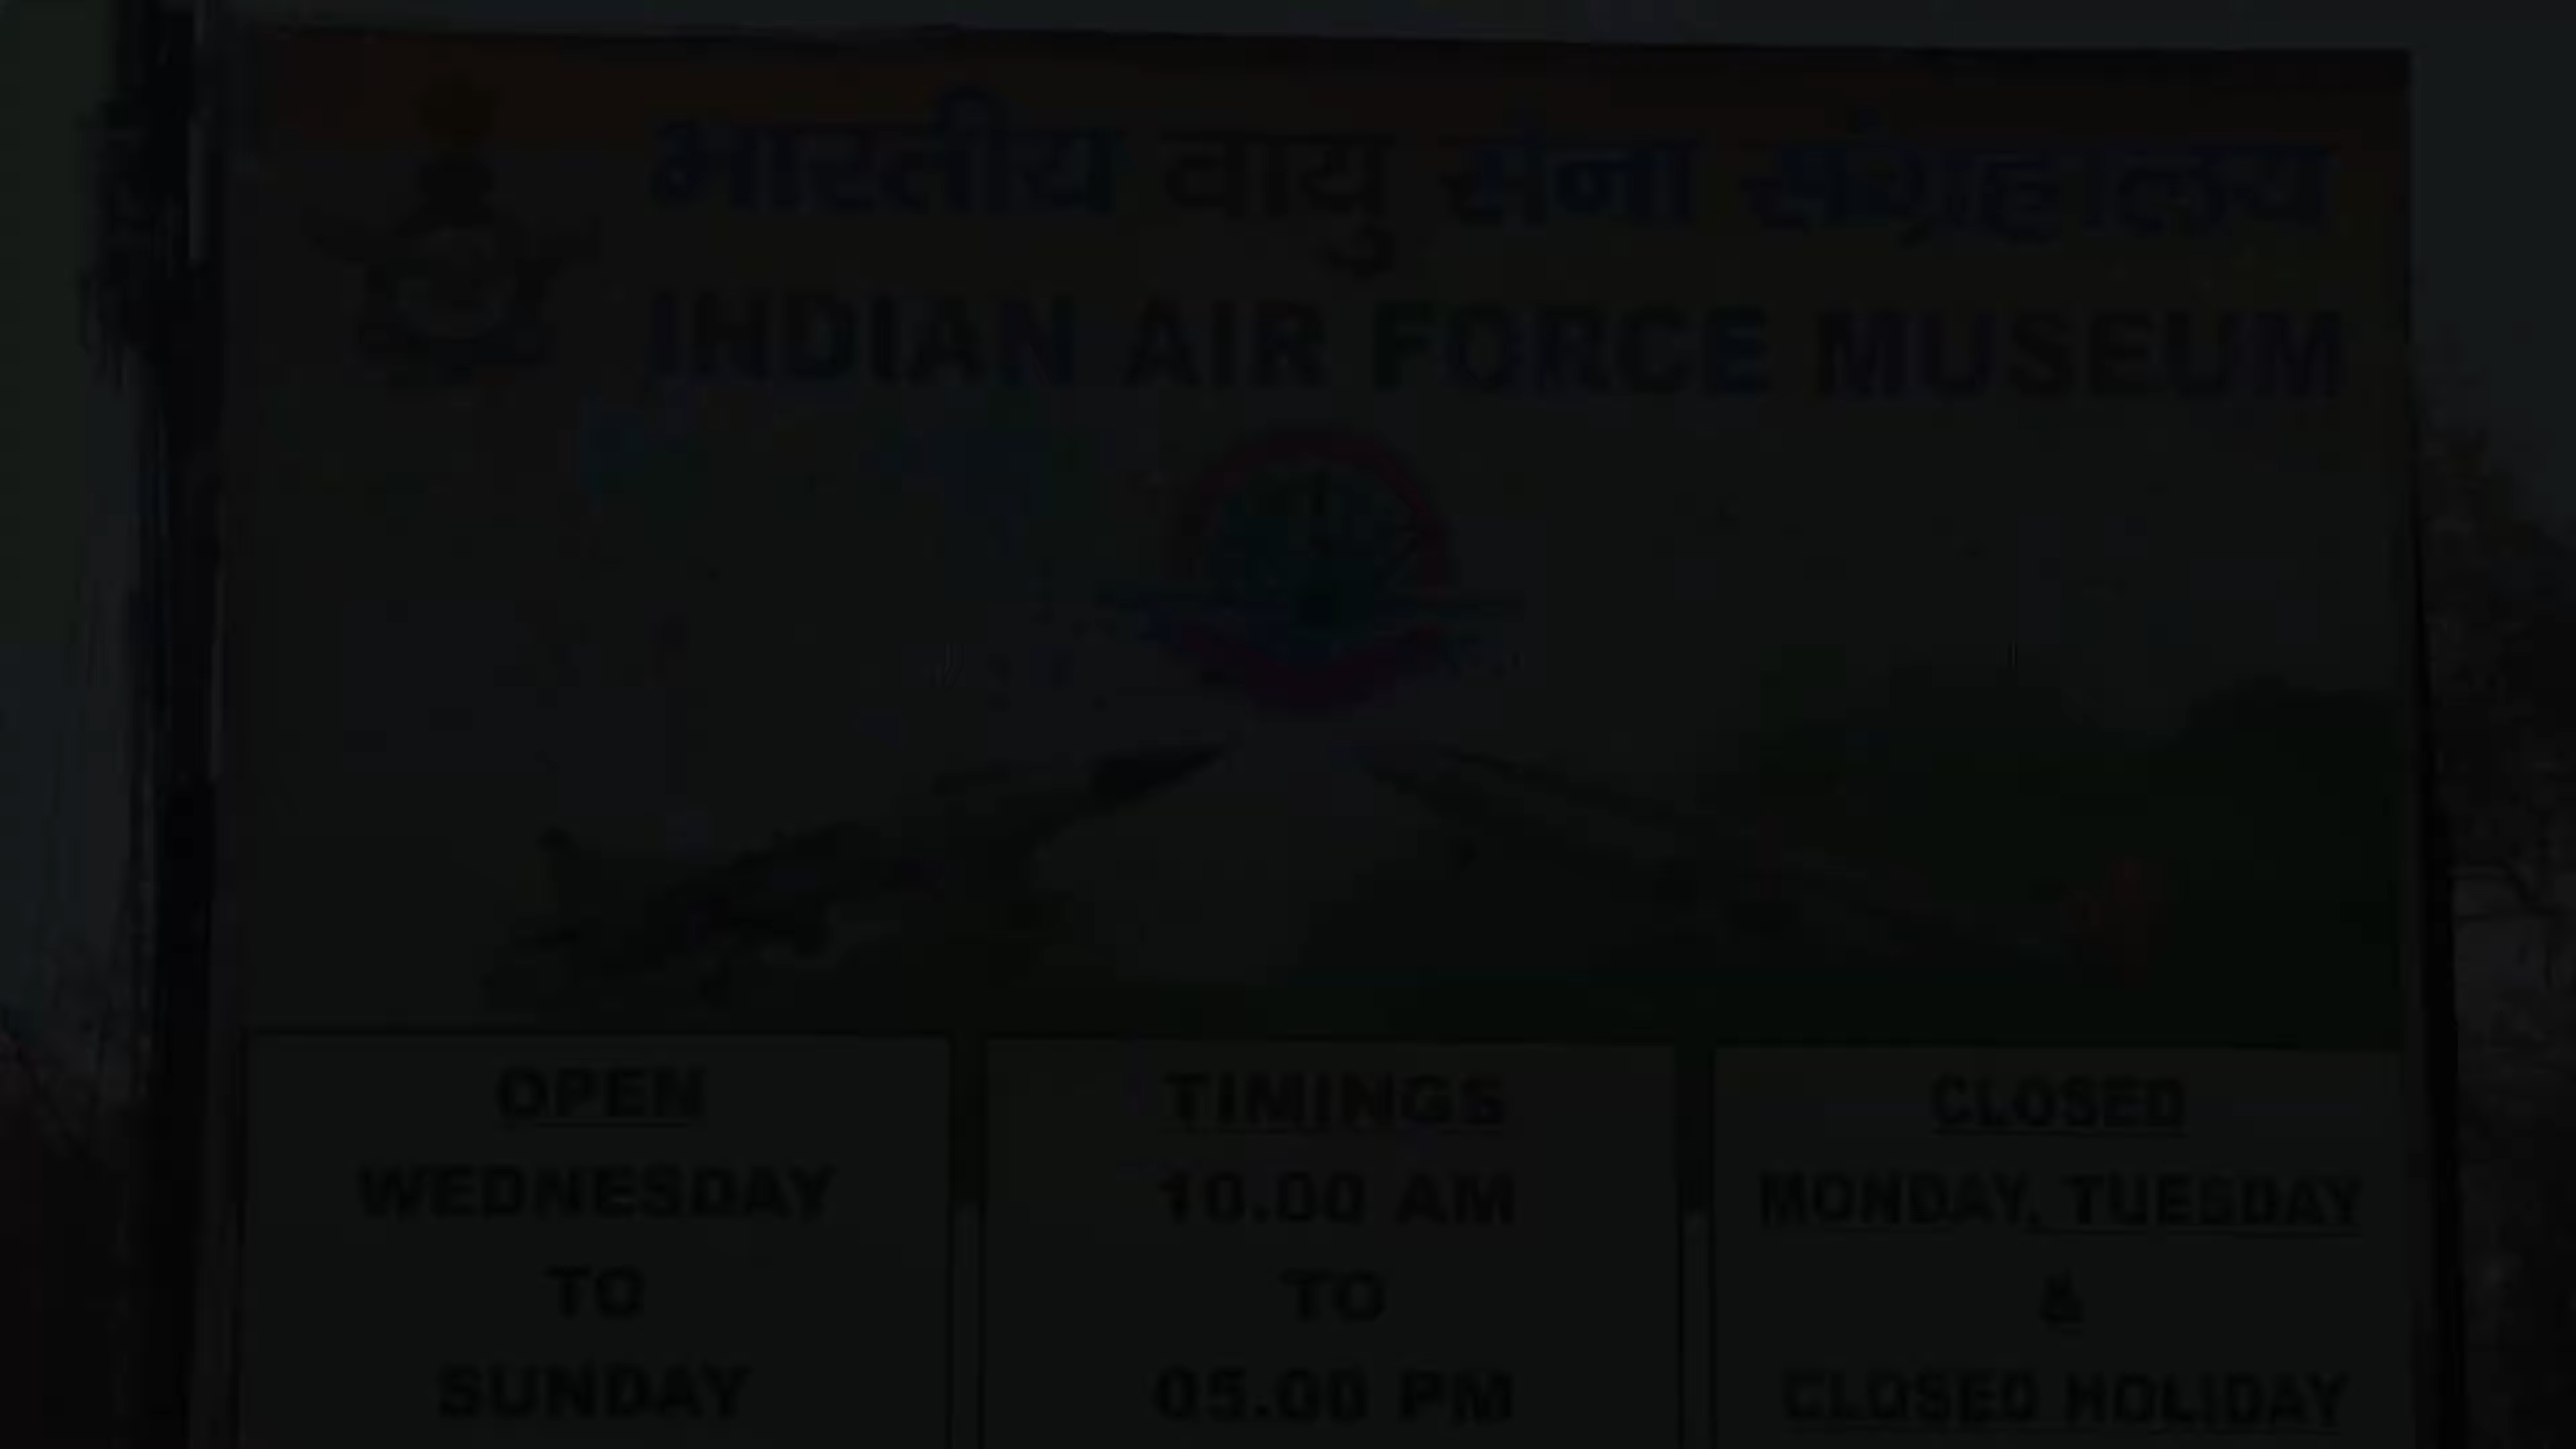 भारतीय वायु सेना संग्रहालय
INDIAN AIR FORCE MUSEUM
OPEN
WEDNESDAY
TO
SUNDAY
TIMINGS
10.00 AM
TO
05.00 PM
CLOSED
MONDAY, TUESDAY
&
CLOSED HOLIDAY